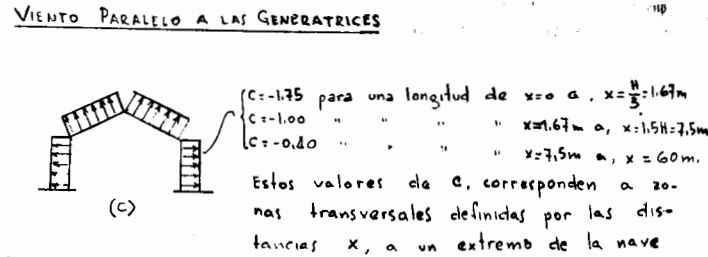 VIENTO PARALELO A LAS GENERATRICES
C=-1.75 para una longitud de x=0 a, x=H/3=1.67m
C=-1.00 " " " " x=1.67m a, x=1.5H=7.5m
C=-0.80 " " " " x=7.5m a, x=60m.
Estos valores de C, corresponden a zo-
nas transversales definidas por las dis-
tancias x, a un extremo de la nave
(C)